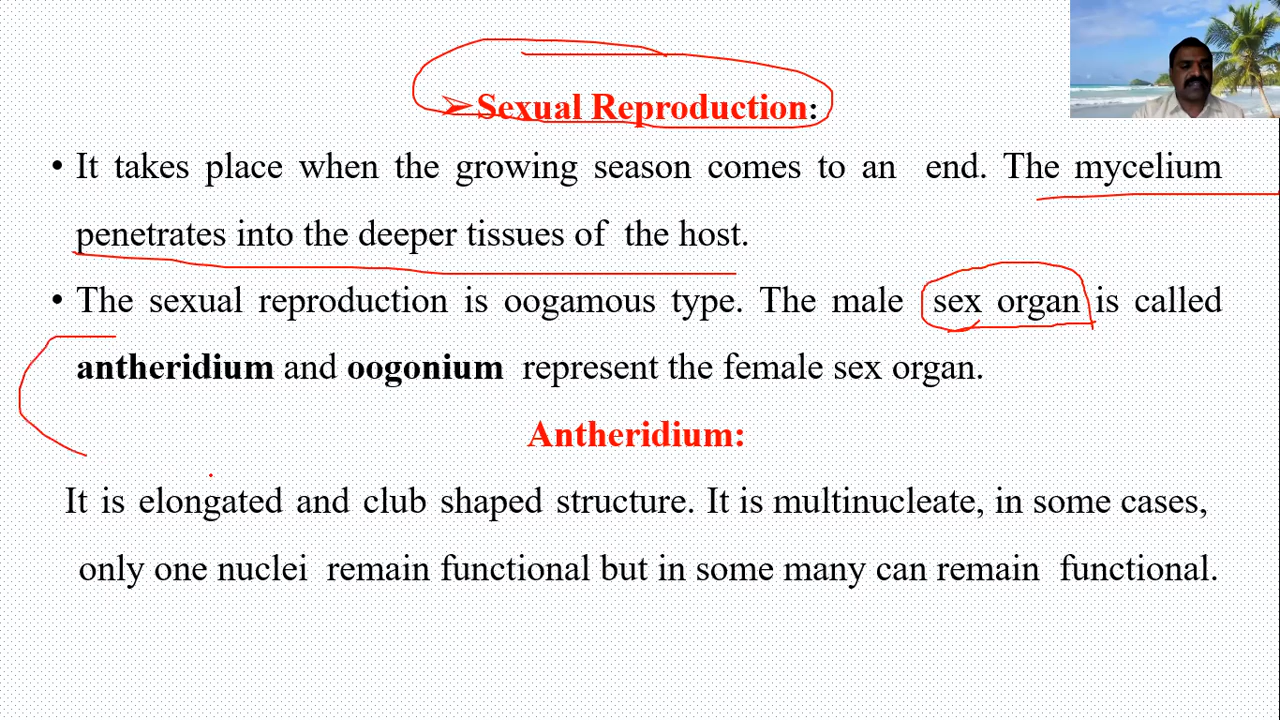 ➢Sexual Reproduction:
• It takes place when the growing season comes to an end. The mycelium
penetrates into the deeper tissues of the host.
• The sexual reproduction is oogamous type. The male sex organ is called
antheridium and oogonium represent the female sex organ.
Antheridium:
It is elongated and club shaped structure. It is multinucleate, in some cases,
only one nuclei remain functional but in some many can remain functional.